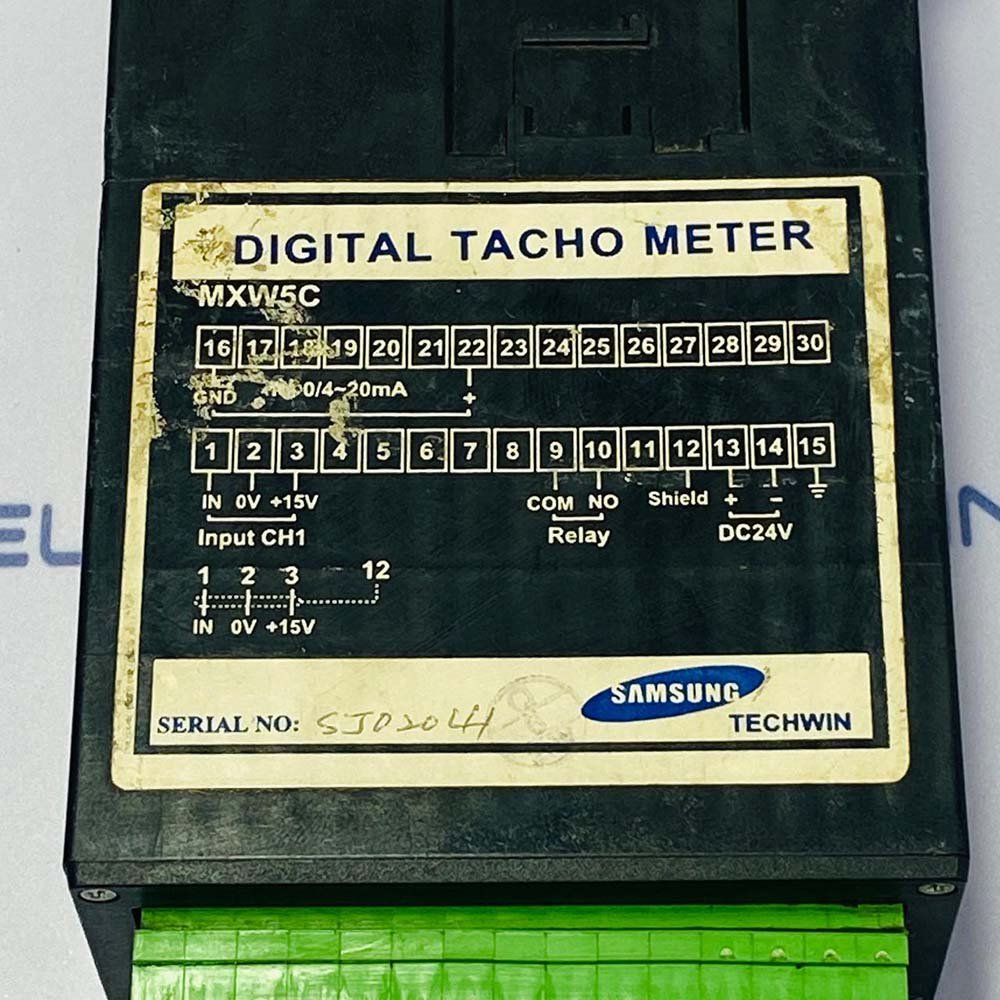 DIGITAL TACHO METER
MXW5C
16 17 18 19 20 21 22 23 24 25 26 27 28 29 30
GND 0/4~20mA +
1 2 3 4 5 6 7 8 9 10 11 12 13 14 15
IN 0V +15V COM NO Shield + −
Input CH1 Relay DC24V
1 2 3 12
IN 0V +15V
SAMSUNG
SERIAL NO: TECHWIN